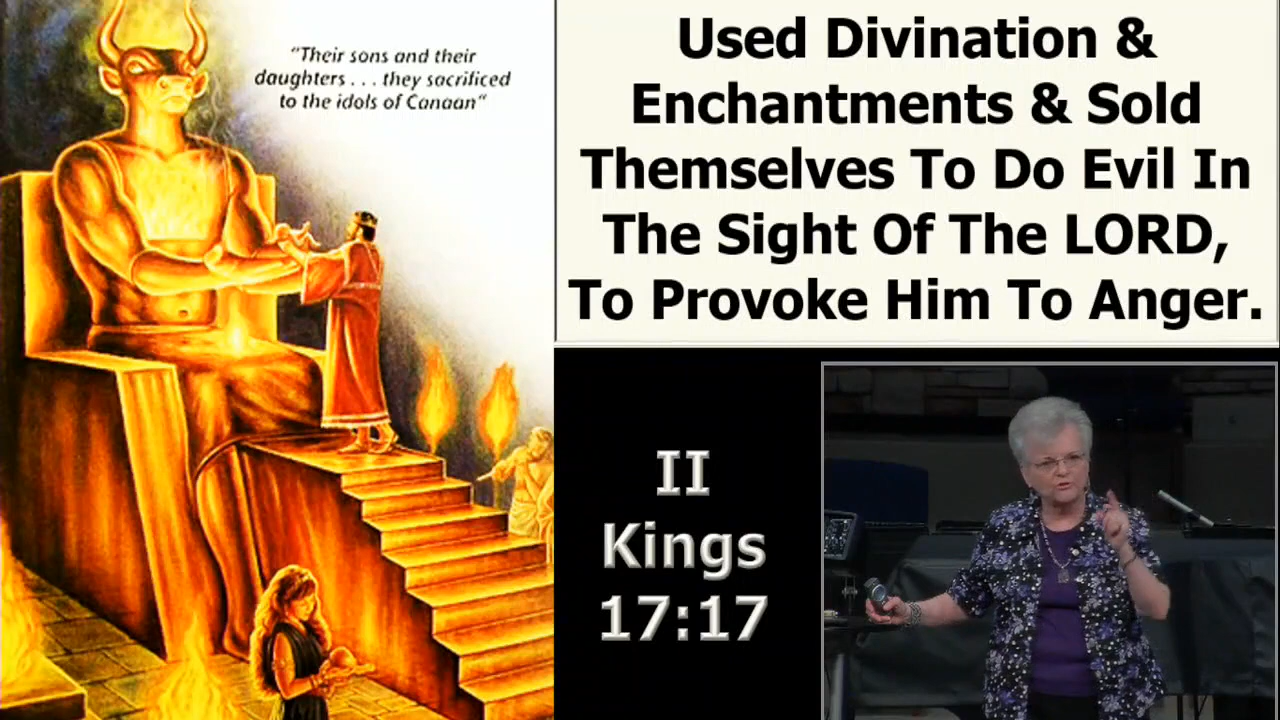 "Their sons and their
daughters . . . they sacrificed
to the idols of Canaan"
Used Divination &
Enchantments & Sold
Themselves To Do Evil In
The Sight Of The LORD,
To Provoke Him To Anger.
II
Kings
17:17